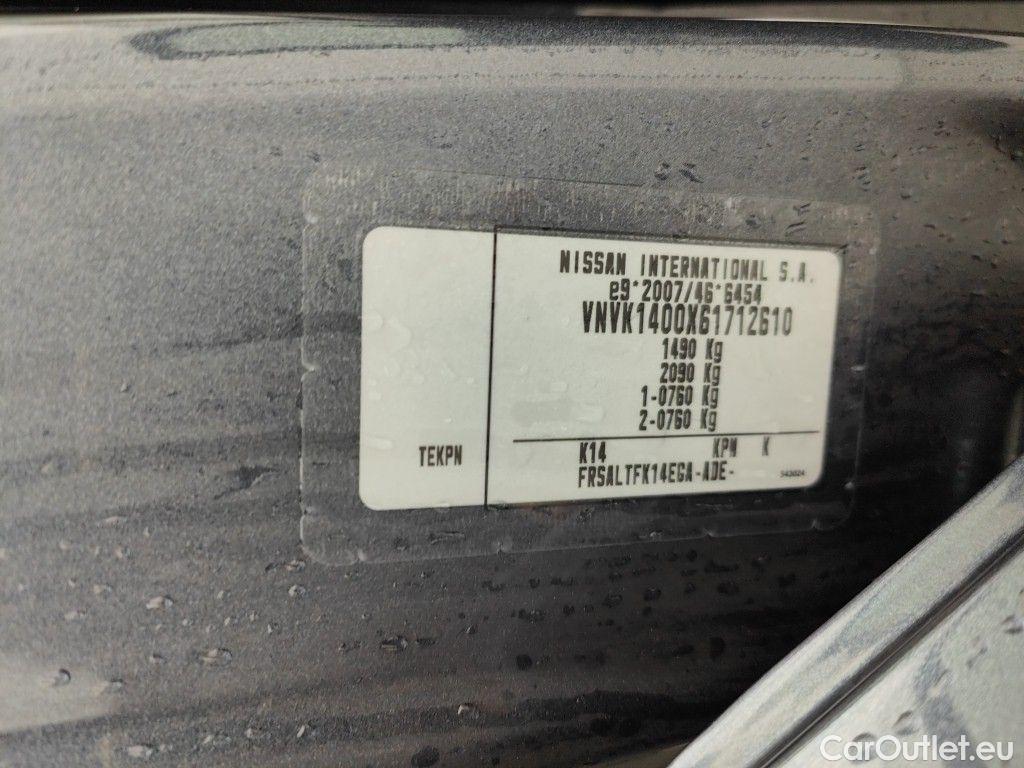 NISSAN INTERNATIONAL S.A.
e9*2007/46*6454
VNVK1400X61712610
1490 Kg
2090 Kg
1-0760 Kg
2-0760 Kg
TEKPN
K14 KPN K
FRSALTFK14EGA-ADE-
543024
CarOutlet.eu